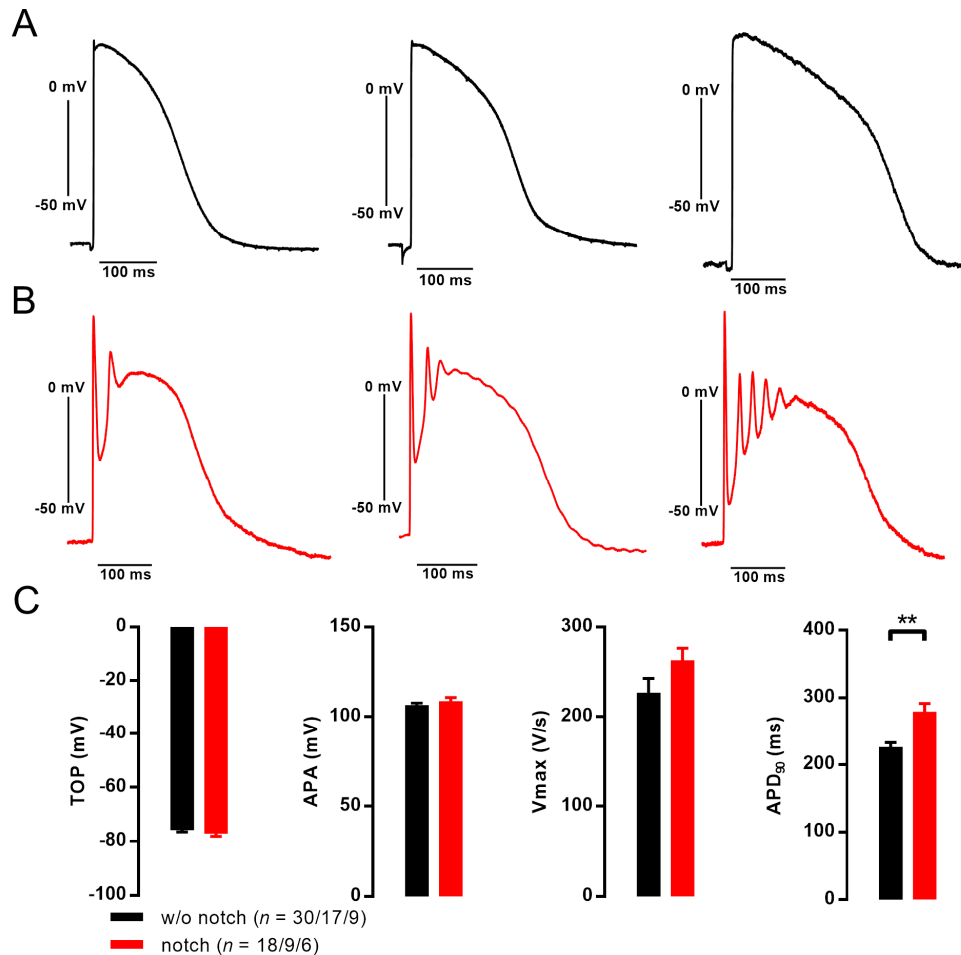 A
0 mV
0 mV
0 mV
-50 mV
-50 mV
-50 mV
100 ms
100 ms
100 ms
B
0 mV
0 mV
0 mV
-50 mV
-50 mV
-50 mV
100 ms
100 ms
100 ms
C
TOP (mV)
0
-20
-40
-60
-80
-100
APA (mV)
150
100
50
0
Vmax (V/s)
300
200
100
0
APD90 (ms)
400
300
200
100
0
**
w/o notch (n = 30/17/9)
notch (n = 18/9/6)